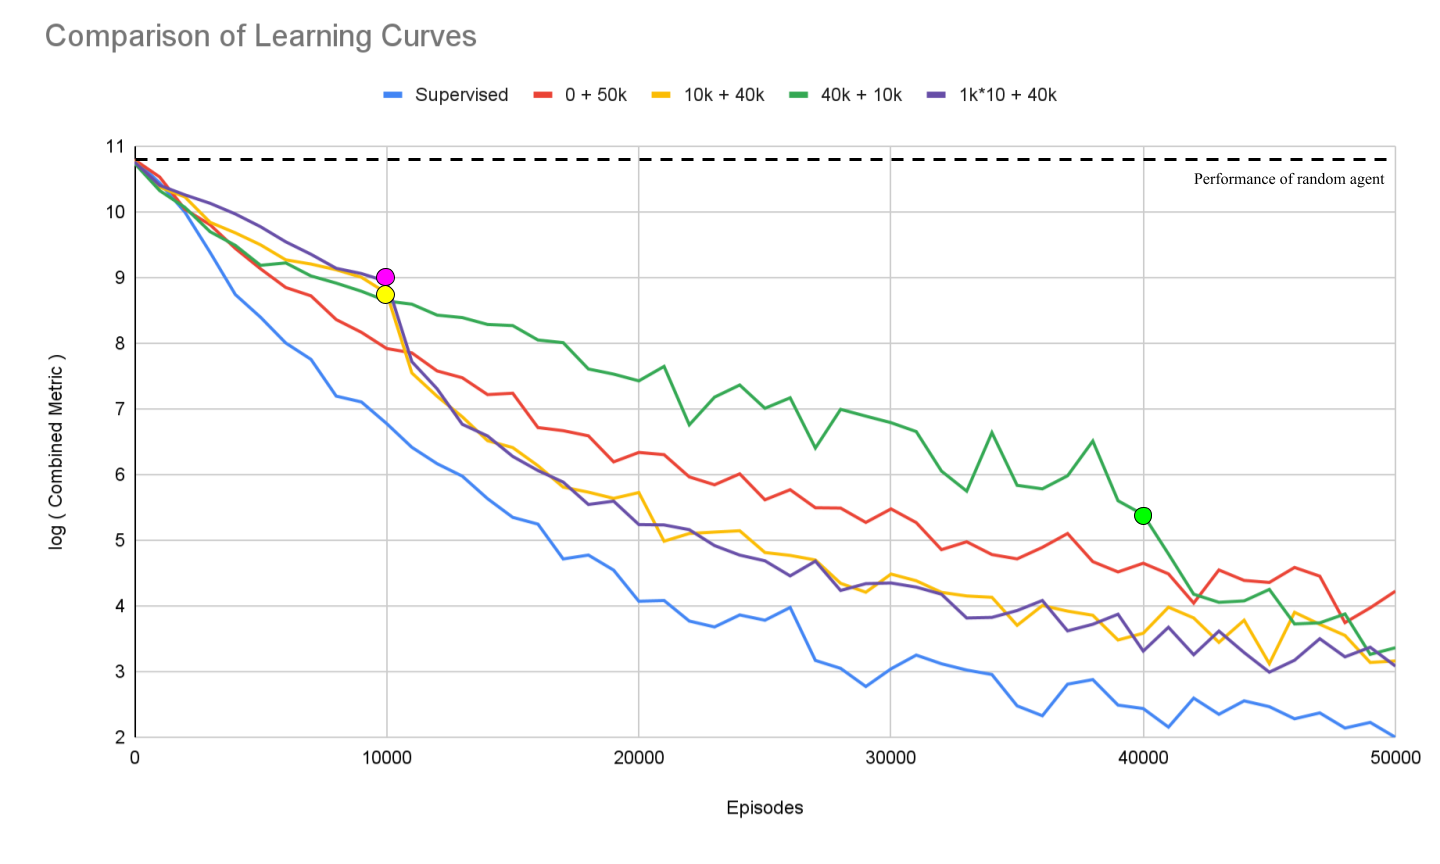 Comparison of Learning Curves
Supervised 0 + 50k 10k + 40k 40k + 10k 1k*10 + 40k
11
Performance of random agent
10
9
8
7
6
5
4
3
2
log ( Combined Metric )
0 10000 20000 30000 40000 50000
Episodes